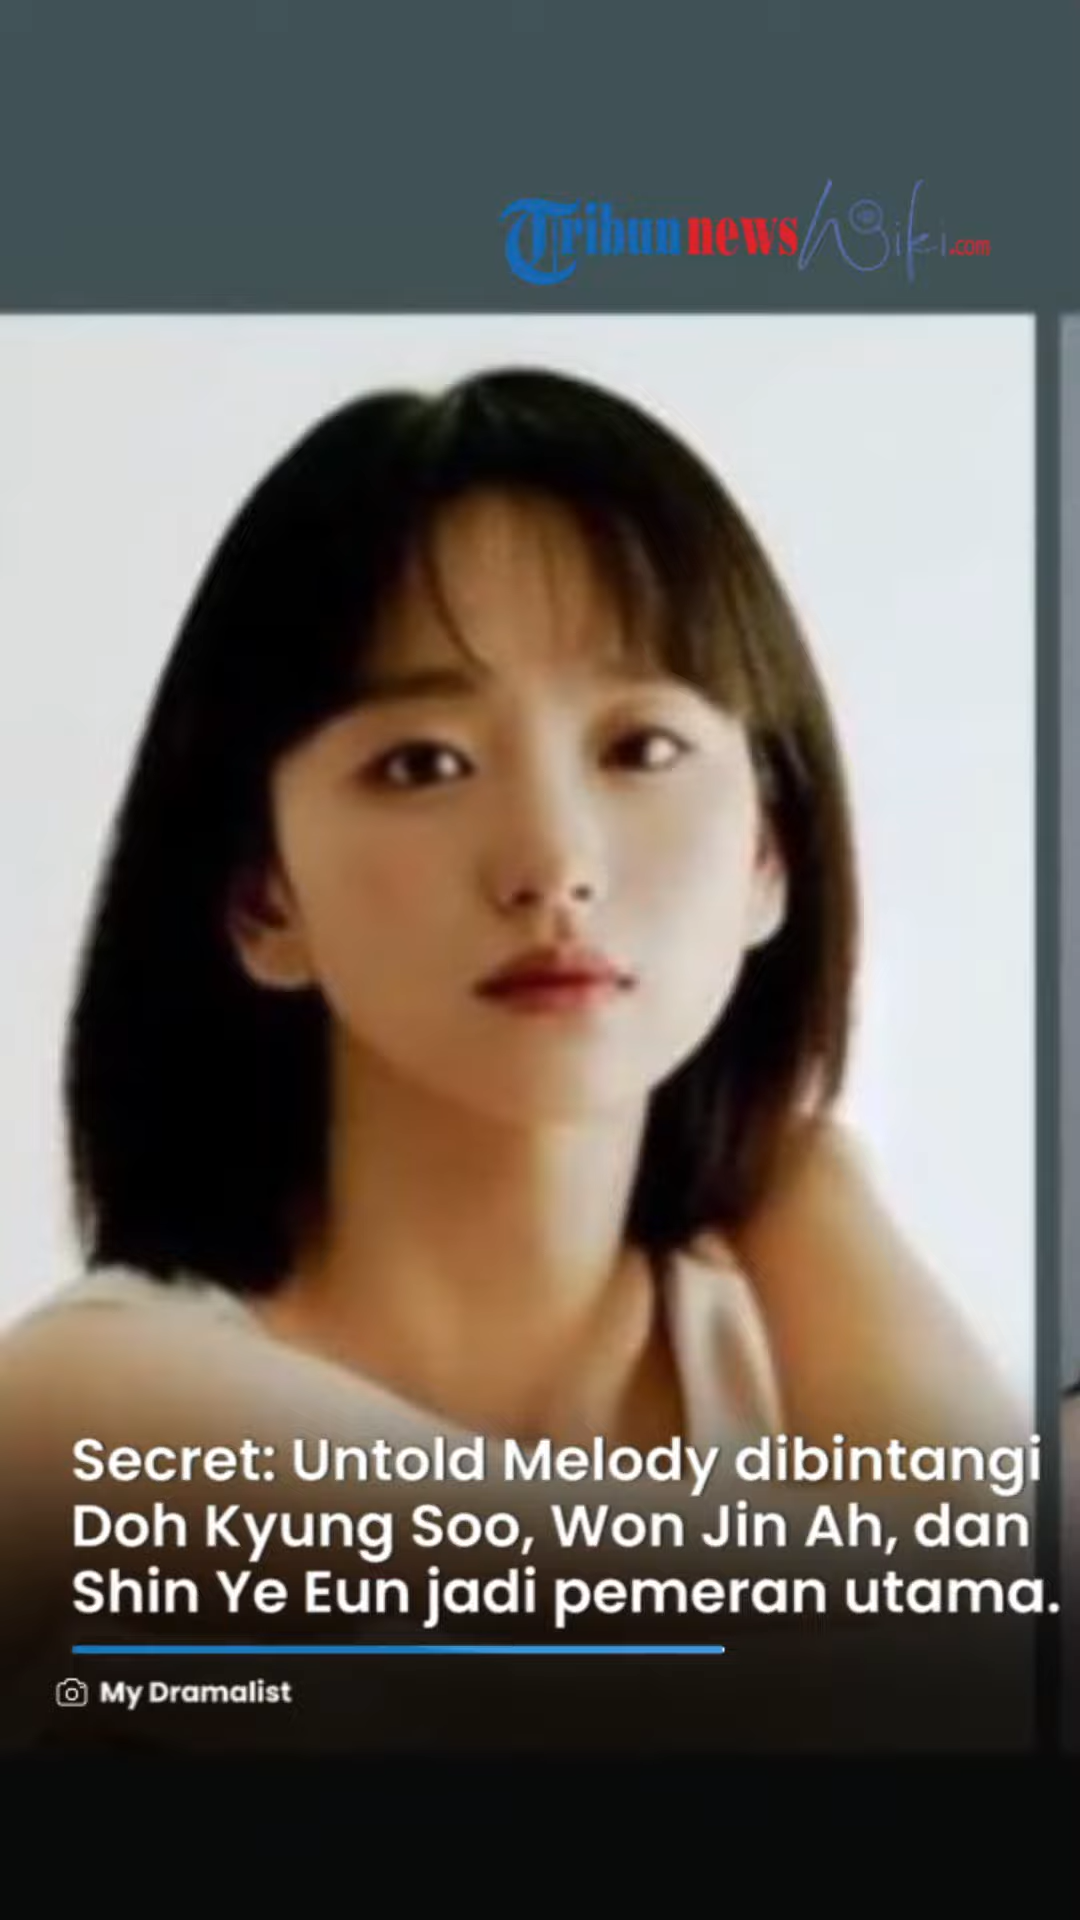 TribunnewsWiki.com
Secret: Untold Melody dibintangi
Doh Kyung Soo, Won Jin Ah, dan
Shin Ye Eun jadi pemeran utama.
My Dramalist